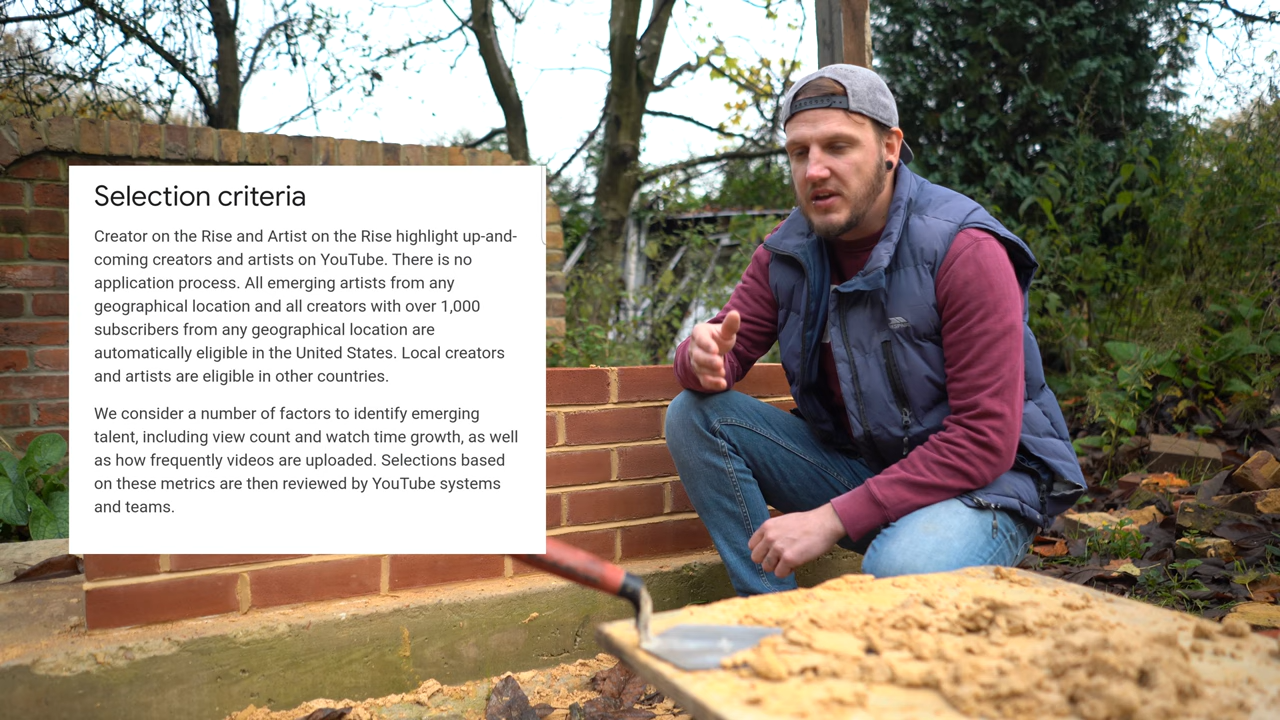 Selection criteria
Creator on the Rise and Artist on the Rise highlight up-and-
coming creators and artists on YouTube. There is no
application process. All emerging artists from any
geographical location and all creators with over 1,000
subscribers from any geographical location are
automatically eligible in the United States. Local creators
and artists are eligible in other countries.
We consider a number of factors to identify emerging
talent, including view count and watch time growth, as well
as how frequently videos are uploaded. Selections based
on these metrics are then reviewed by YouTube systems
and teams.